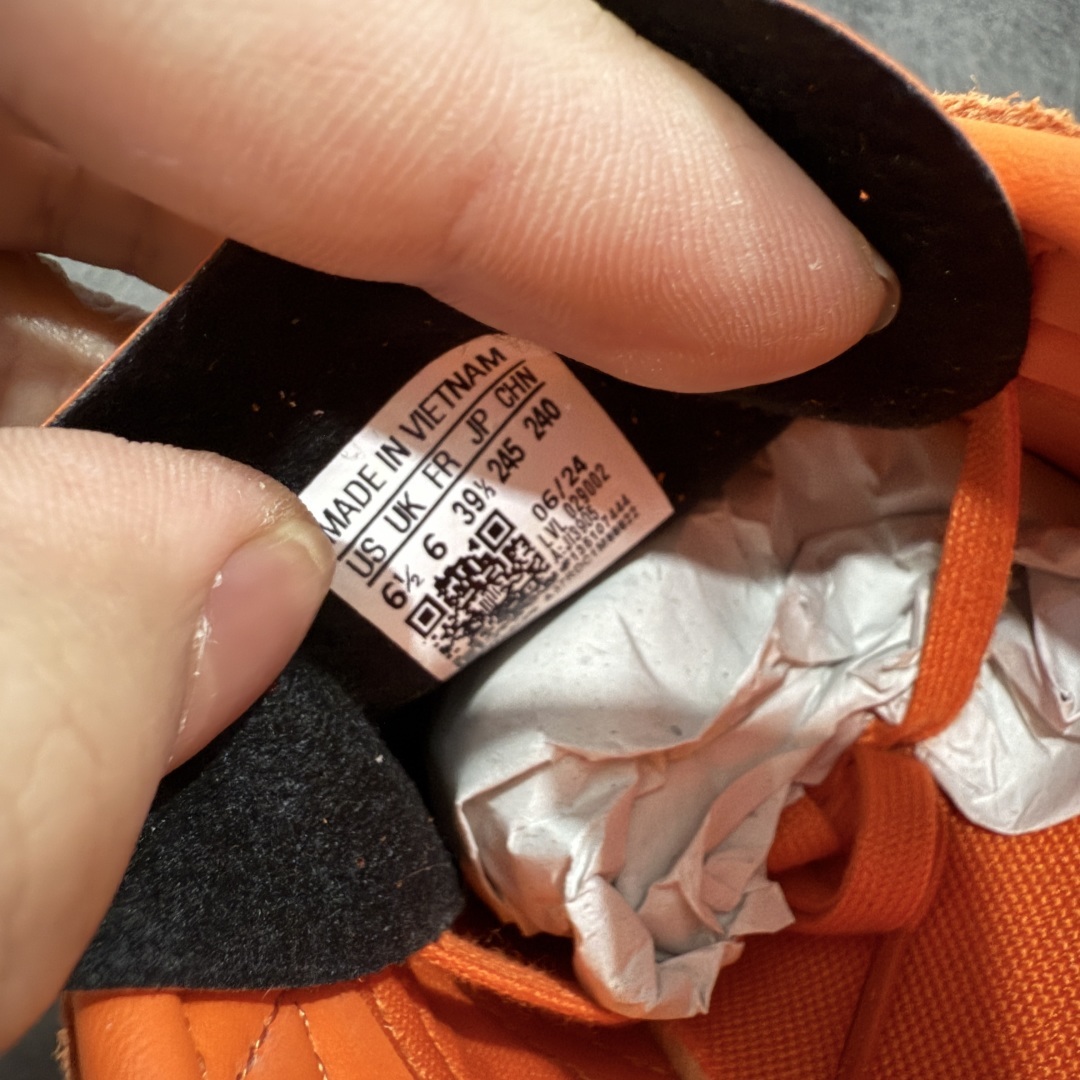 MADE IN VIETNAM
US UK FR JP CHN
6½ 6 39⅓ 245 240
06/24
LVL 029002
JI3905